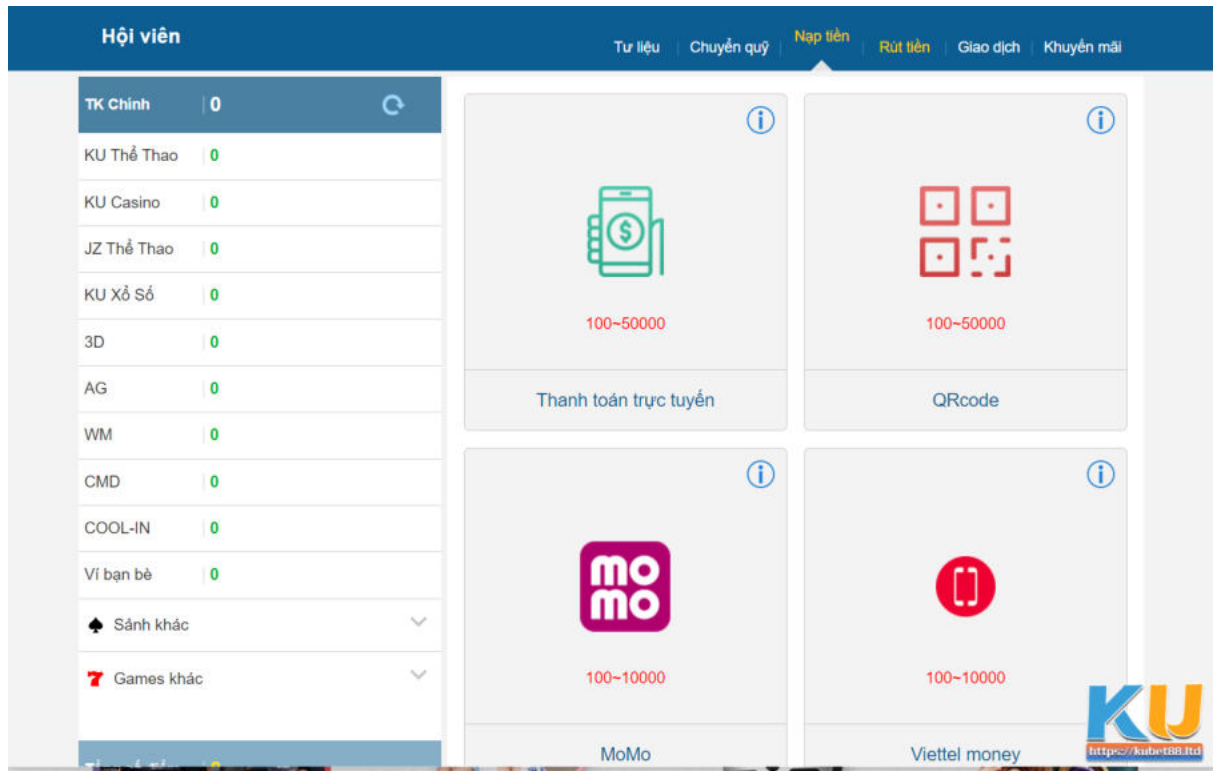 Hội viên
Tư liệu
Chuyển quỹ
Nạp tiền
Rút tiền
Giao dịch
Khuyến mãi
TK Chính 0
KU Thể Thao 0
KU Casino 0
JZ Thể Thao 0
KU Xổ Số 0
3D 0
AG 0
WM 0
CMD 0
COOL-IN 0
Ví bạn bè 0
Sảnh khác
7 Games khác
100~50000
Thanh toán trực tuyến
100~50000
QRcode
mo
mo
100~10000
MoMo
100~10000
Viettel money
KU
https://kubet88.ltd